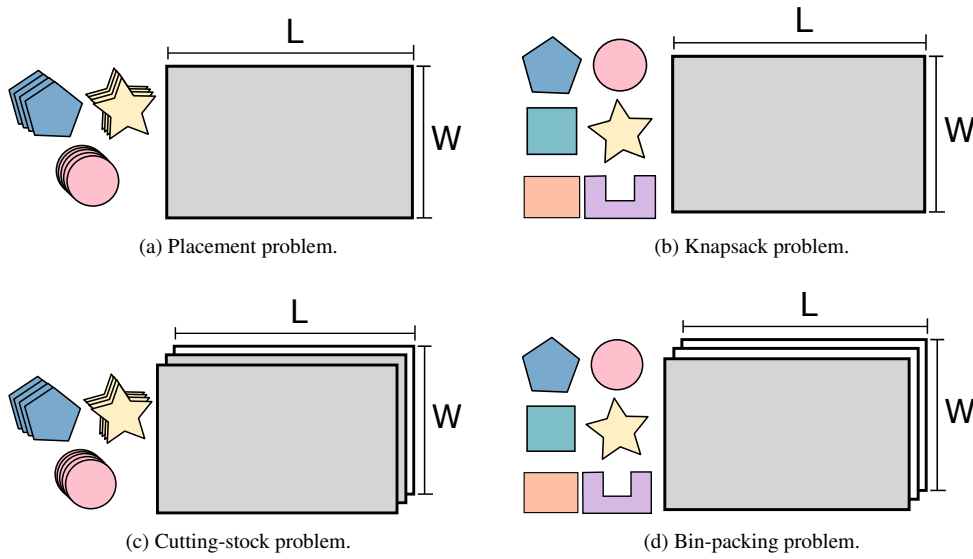 L
W
(a) Placement problem.
L
W
(b) Knapsack problem.
L
W
(c) Cutting-stock problem.
L
W
(d) Bin-packing problem.